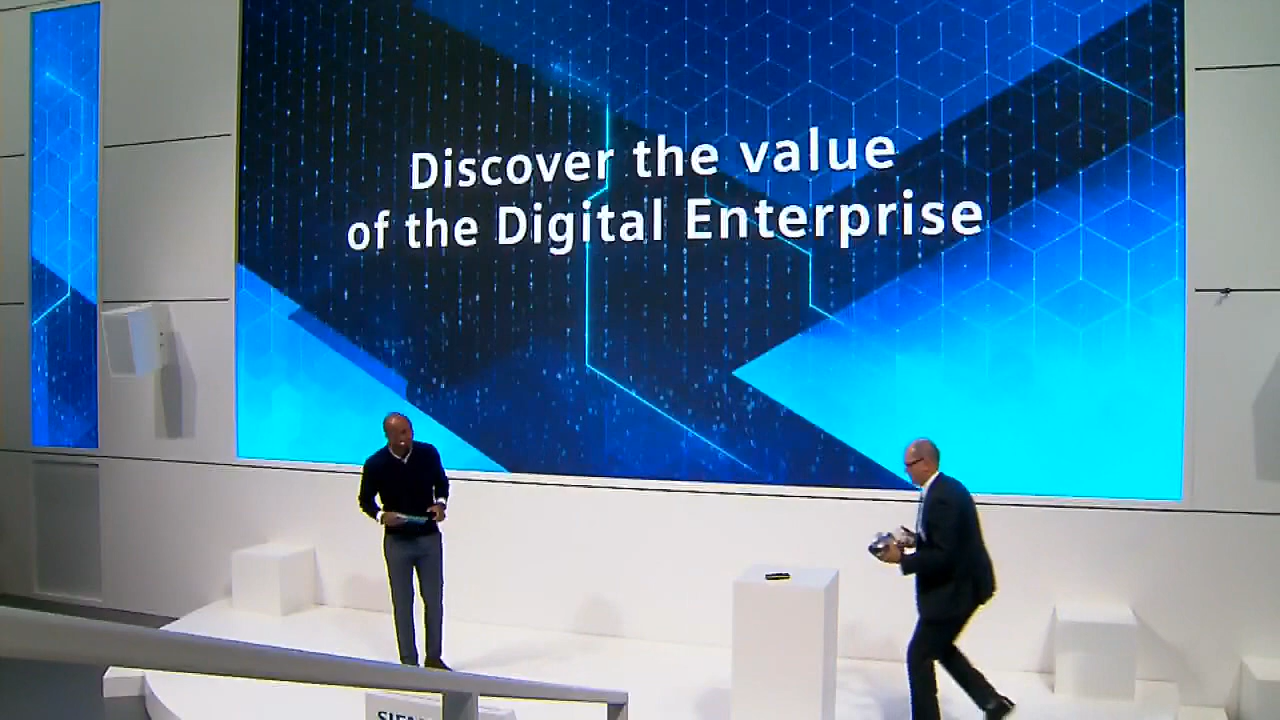 Discover the value
of the Digital Enterprise